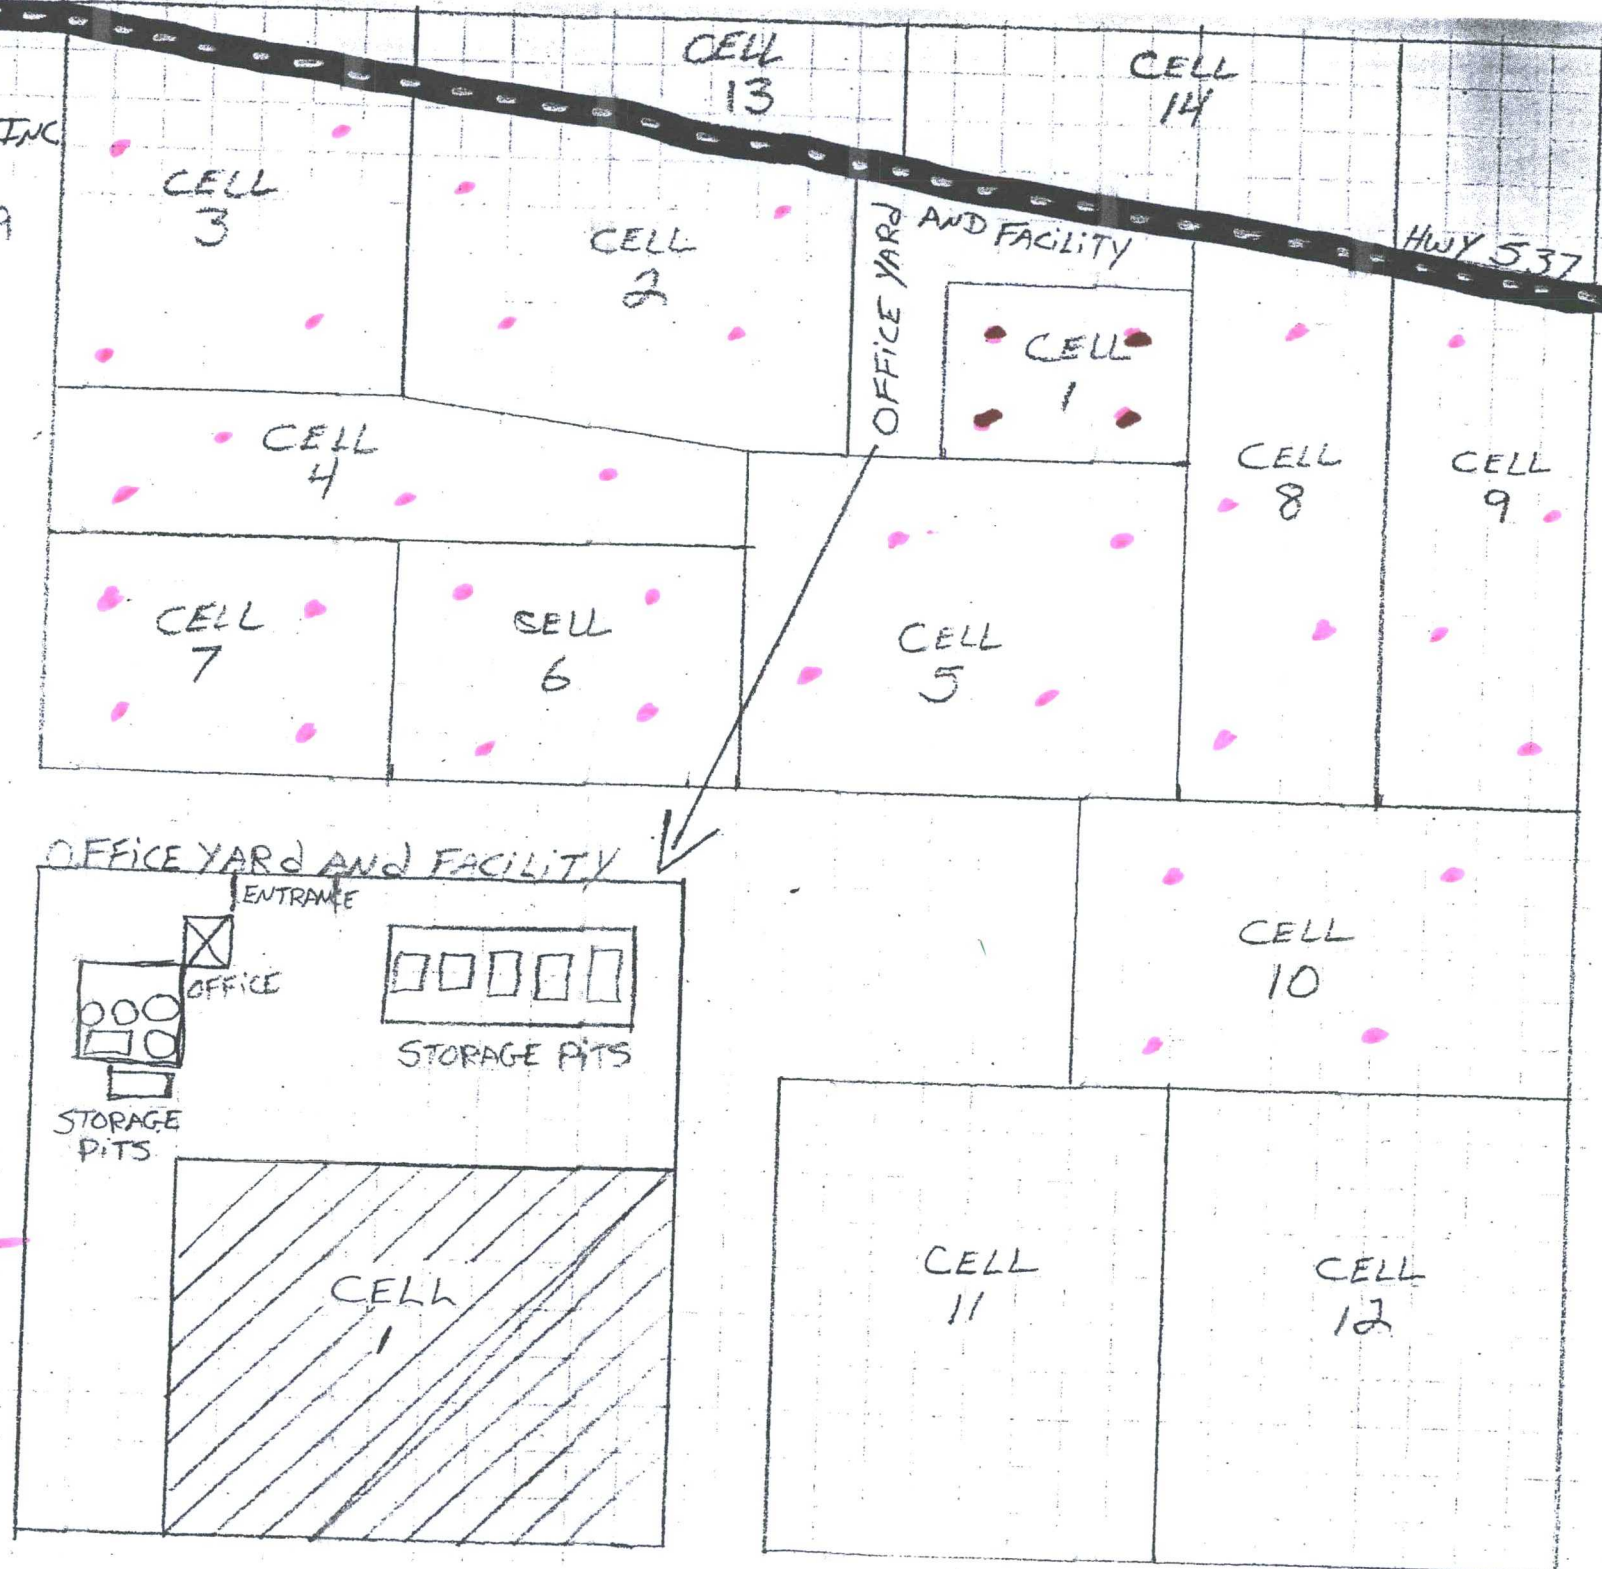 CELL
13
CELL
14
INC
CELL
3
9
CELL
2
OFFICE YARd AND FACILITY
HWY 537
CELL
1
CELL
4
CELL
8
CELL
9
CELL
7
CELL
6
CELL
5
OFFICE YARd ANd FACILITY
ENTRANCE
OFFICE
STORAGE PITS
STORAGE
PITS
CELL
1
CELL
10
CELL
11
CELL
12